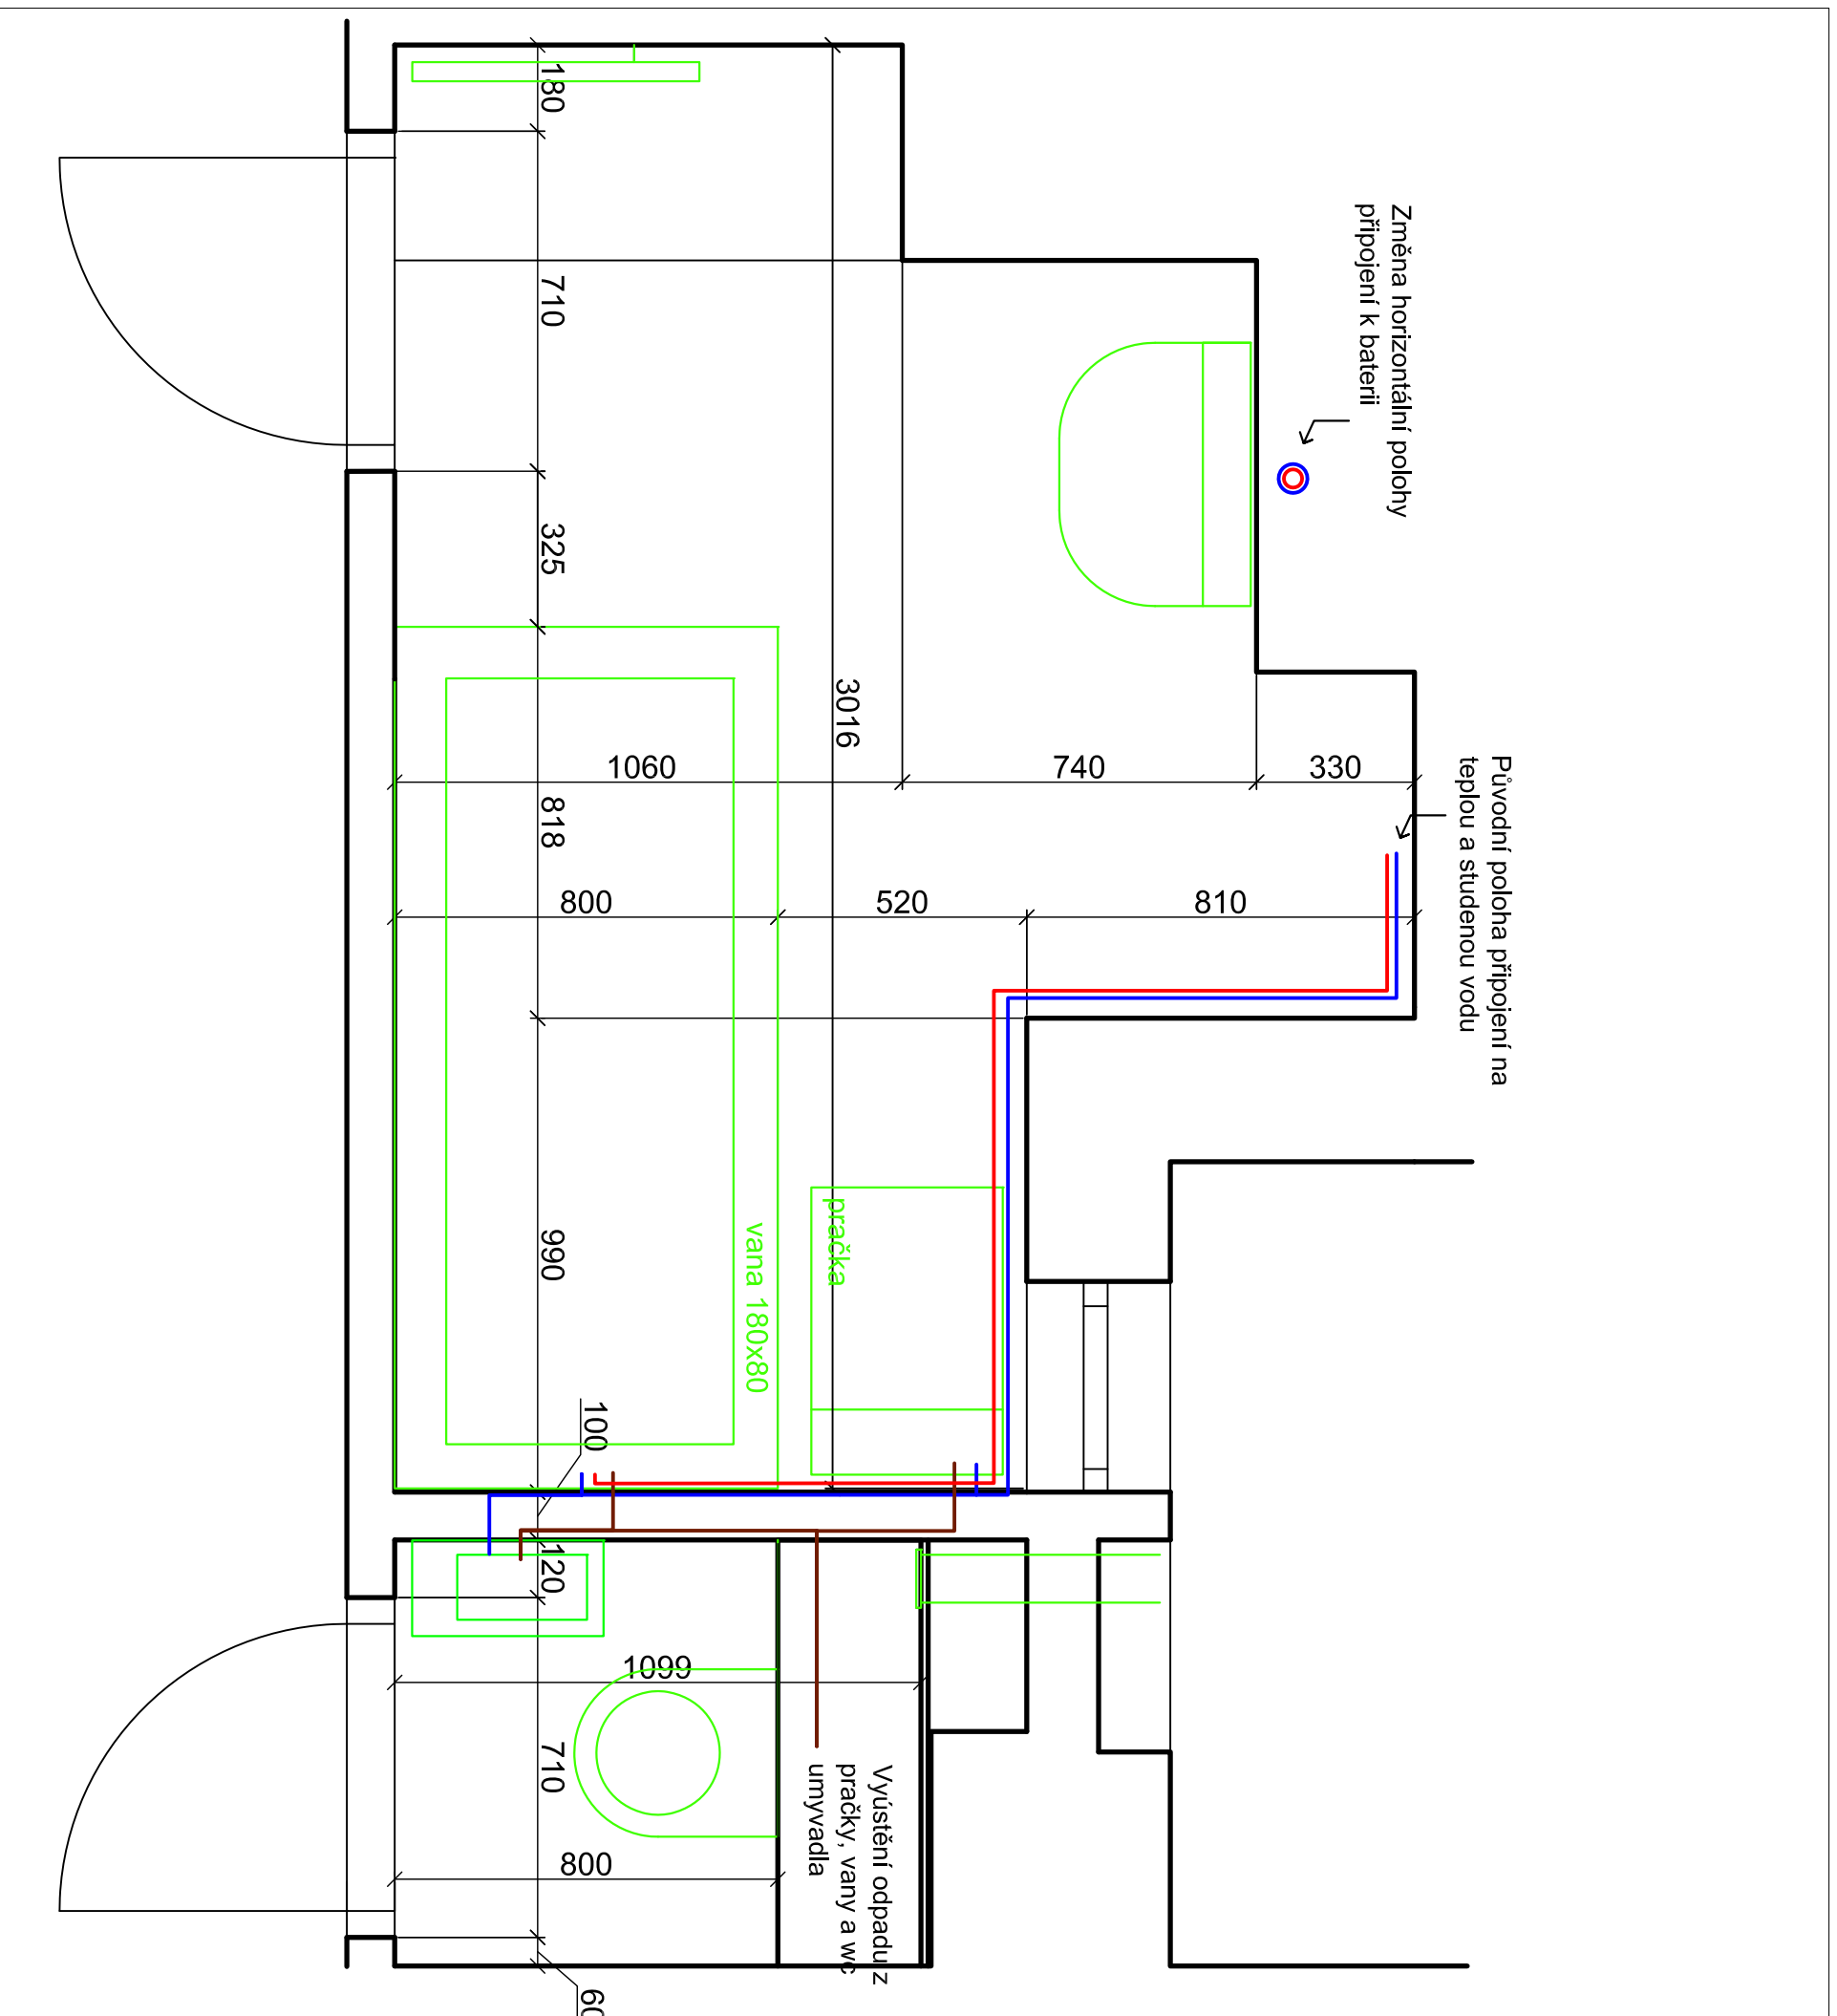 180
710
325
818
990
100
120
710
60
3016
1060
740
330
800
520
810
1099
800
Změna horizontální polohy
připojení k baterii
Původní poloha připojení na
teplou a studenou vodu
pračka
vana 180x80
Vyústění odpadu z
pračky, vany a wc
umyvadla